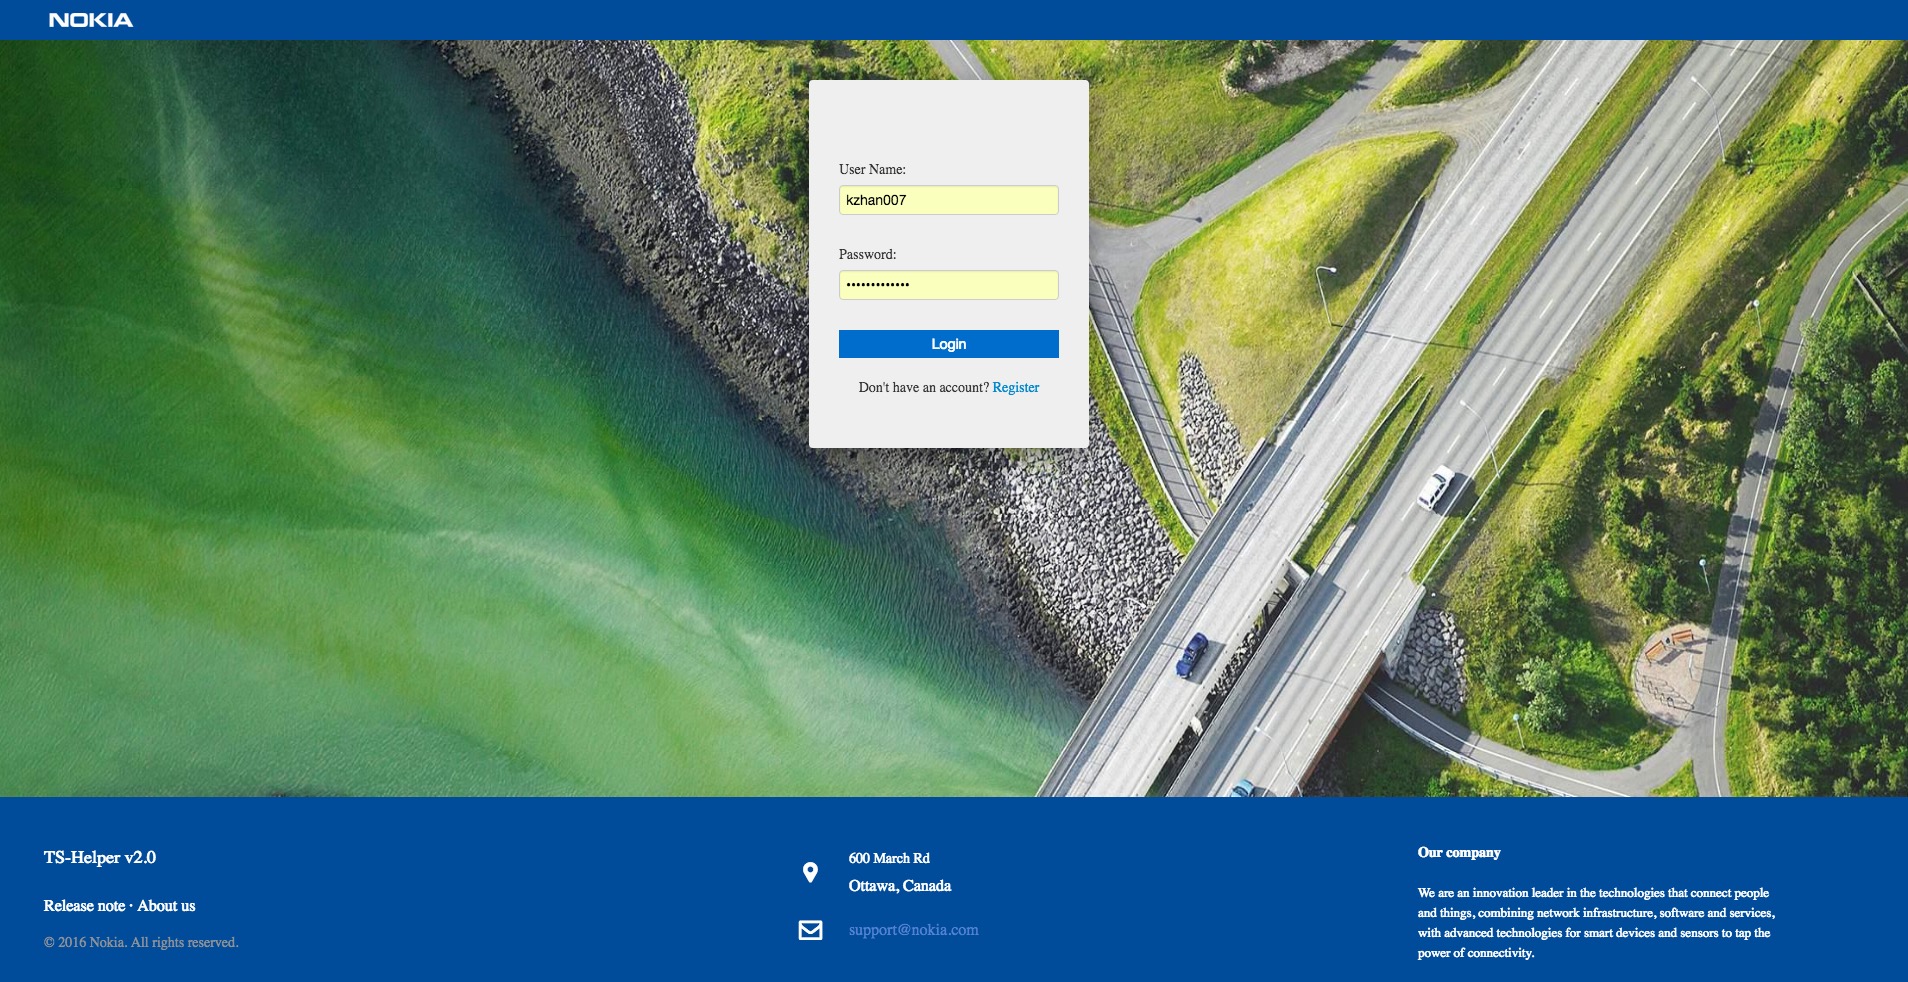 NOKIA
User Name:
kzhan007
Password:
•••••••••••••
Login
Don't have an account? Register
TS-Helper v2.0
Release note · About us
© 2016 Nokia. All rights reserved.
600 March Rd
Ottawa, Canada
support@nokia.com
Our company
We are an innovation leader in the technologies that connect people
and things, combining network infrastructure, software and services,
with advanced technologies for smart devices and sensors to tap the
power of connectivity.